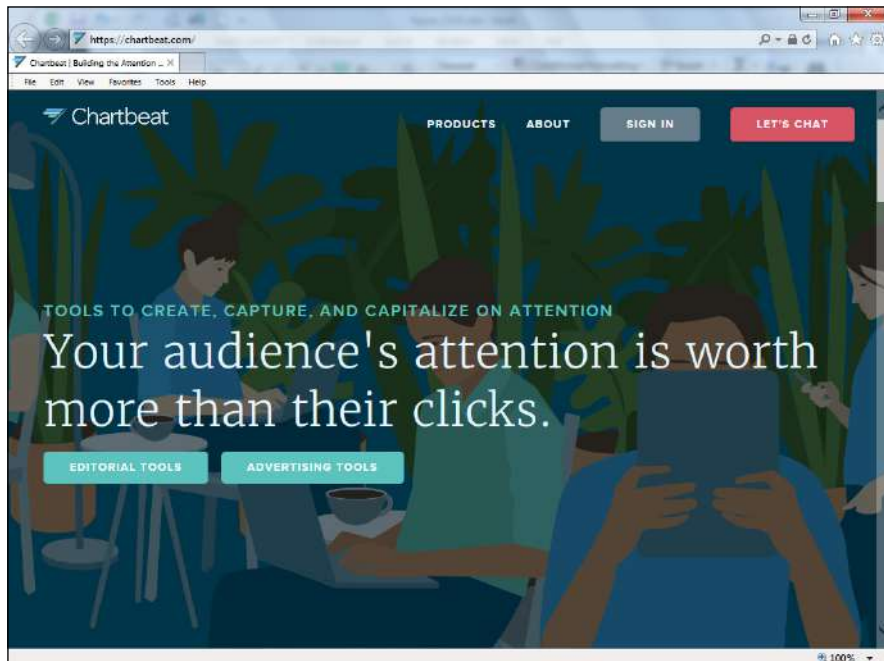 https://chartbeat.com/
Chartbeat | Building the Attention ...
File Edit View Favorites Tools Help
Chartbeat
PRODUCTS ABOUT SIGN IN LET'S CHAT
TOOLS TO CREATE, CAPTURE, AND CAPITALIZE ON ATTENTION
Your audience's attention is worth
more than their clicks.
EDITORIAL TOOLS ADVERTISING TOOLS
100%